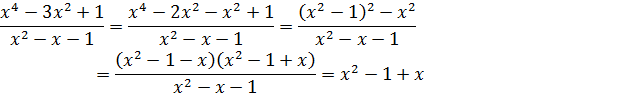 (x⁴ − 3x² + 1)/(x² − x − 1) = (x⁴ − 2x² − x² + 1)/(x² − x − 1) = ((x² − 1)² − x²)/(x² − x − 1)
= ((x² − 1 − x)(x² − 1 + x))/(x² − x − 1) = x² − 1 + x